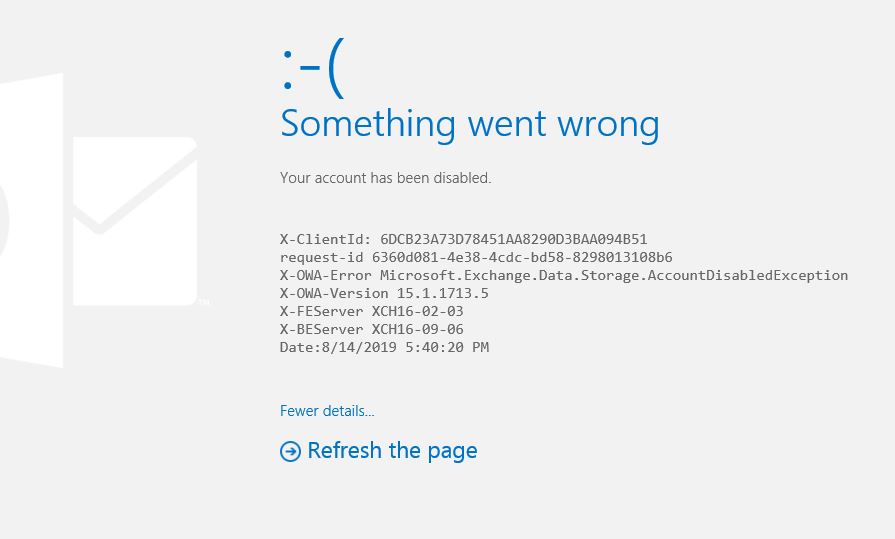 :-(
Something went wrong
Your account has been disabled.
X-ClientId: 6DCB23A73D78451AA8290D3BAA094B51
request-id 6360d081-4e38-4cdc-bd58-8298013108b6
X-OWA-Error Microsoft.Exchange.Data.Storage.AccountDisabledException
X-OWA-Version 15.1.1713.5
X-FEServer XCH16-02-03
X-BEServer XCH16-09-06
Date:8/14/2019 5:40:20 PM
Fewer details...
Refresh the page
TM